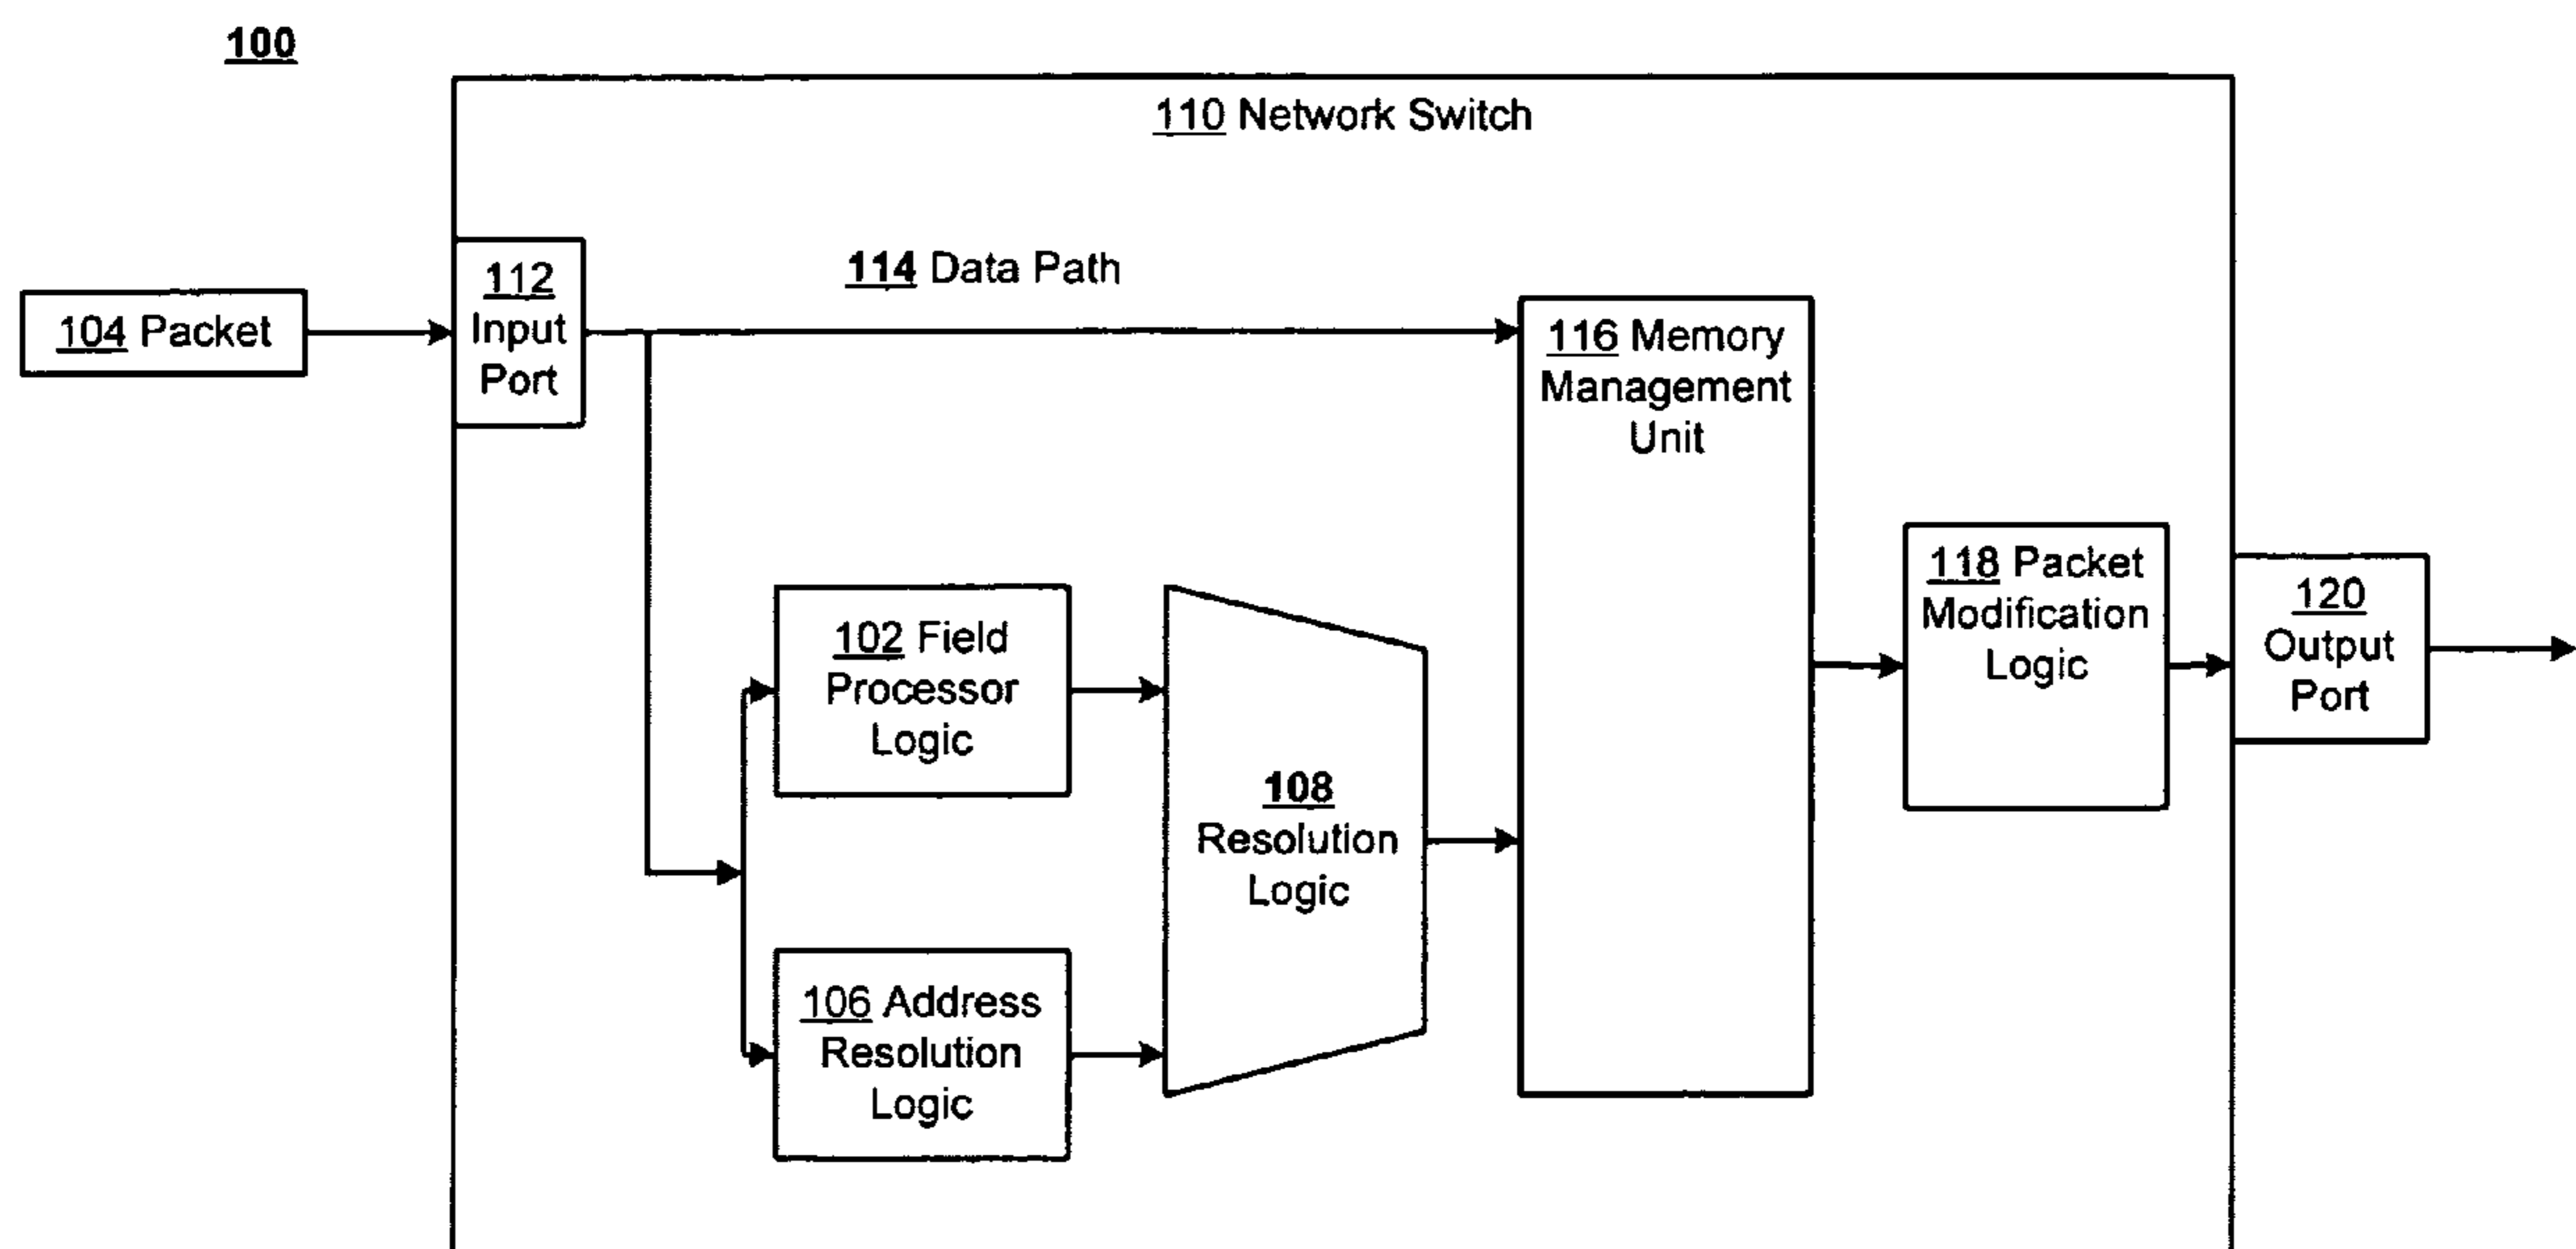 100
110 Network Switch
104 Packet
112
Input
Port
114 Data Path
116 Memory
Management
Unit
102 Field
Processor
Logic
106 Address
Resolution
Logic
108
Resolution
Logic
118 Packet
Modification
Logic
120
Output
Port